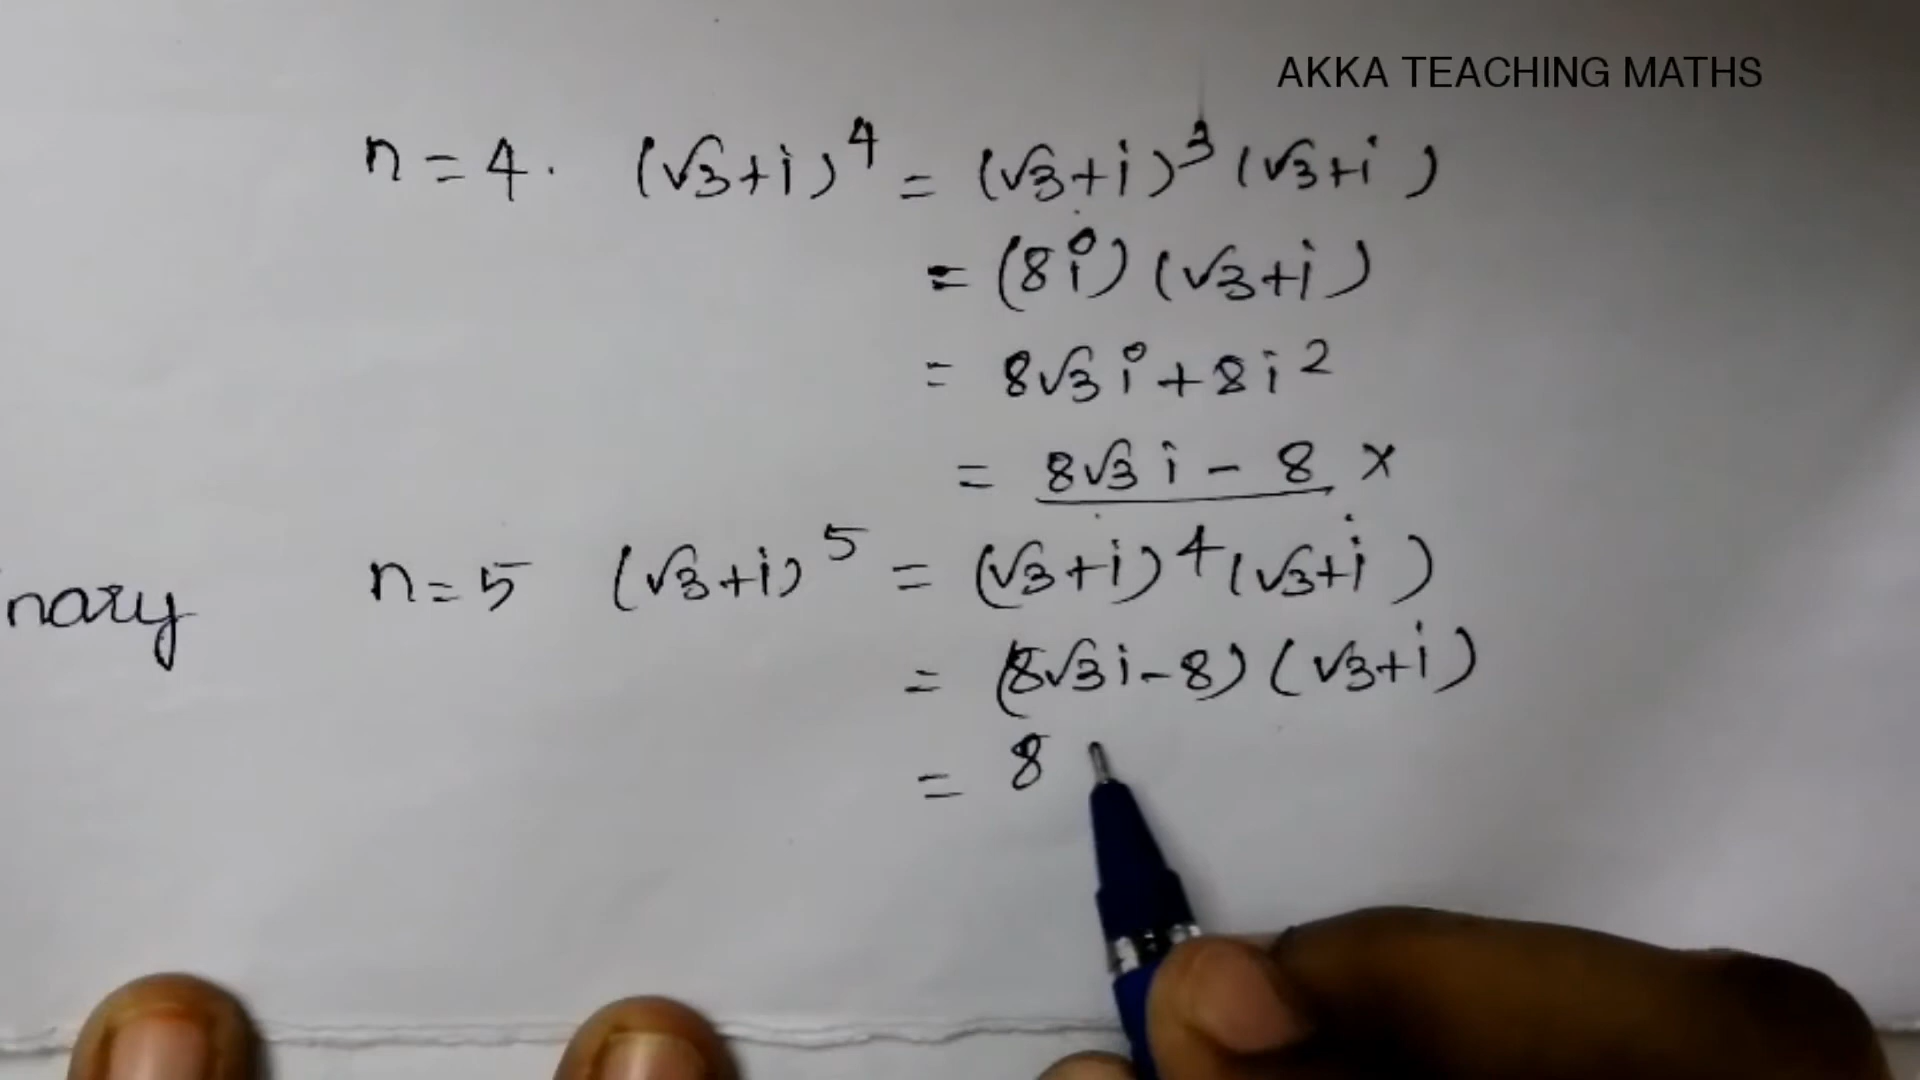 AKKA TEACHING MATHS
n = 4. (√3+i)⁴ = (√3+i)³ (√3+i)
= (8i) (√3+i)
= 8√3 i + 8i²
= 8√3 i - 8 ×
n = 5 (√3+i)⁵ = (√3+i)⁴ (√3+i)
nary
= (8√3i-8) (√3+i)
= 8